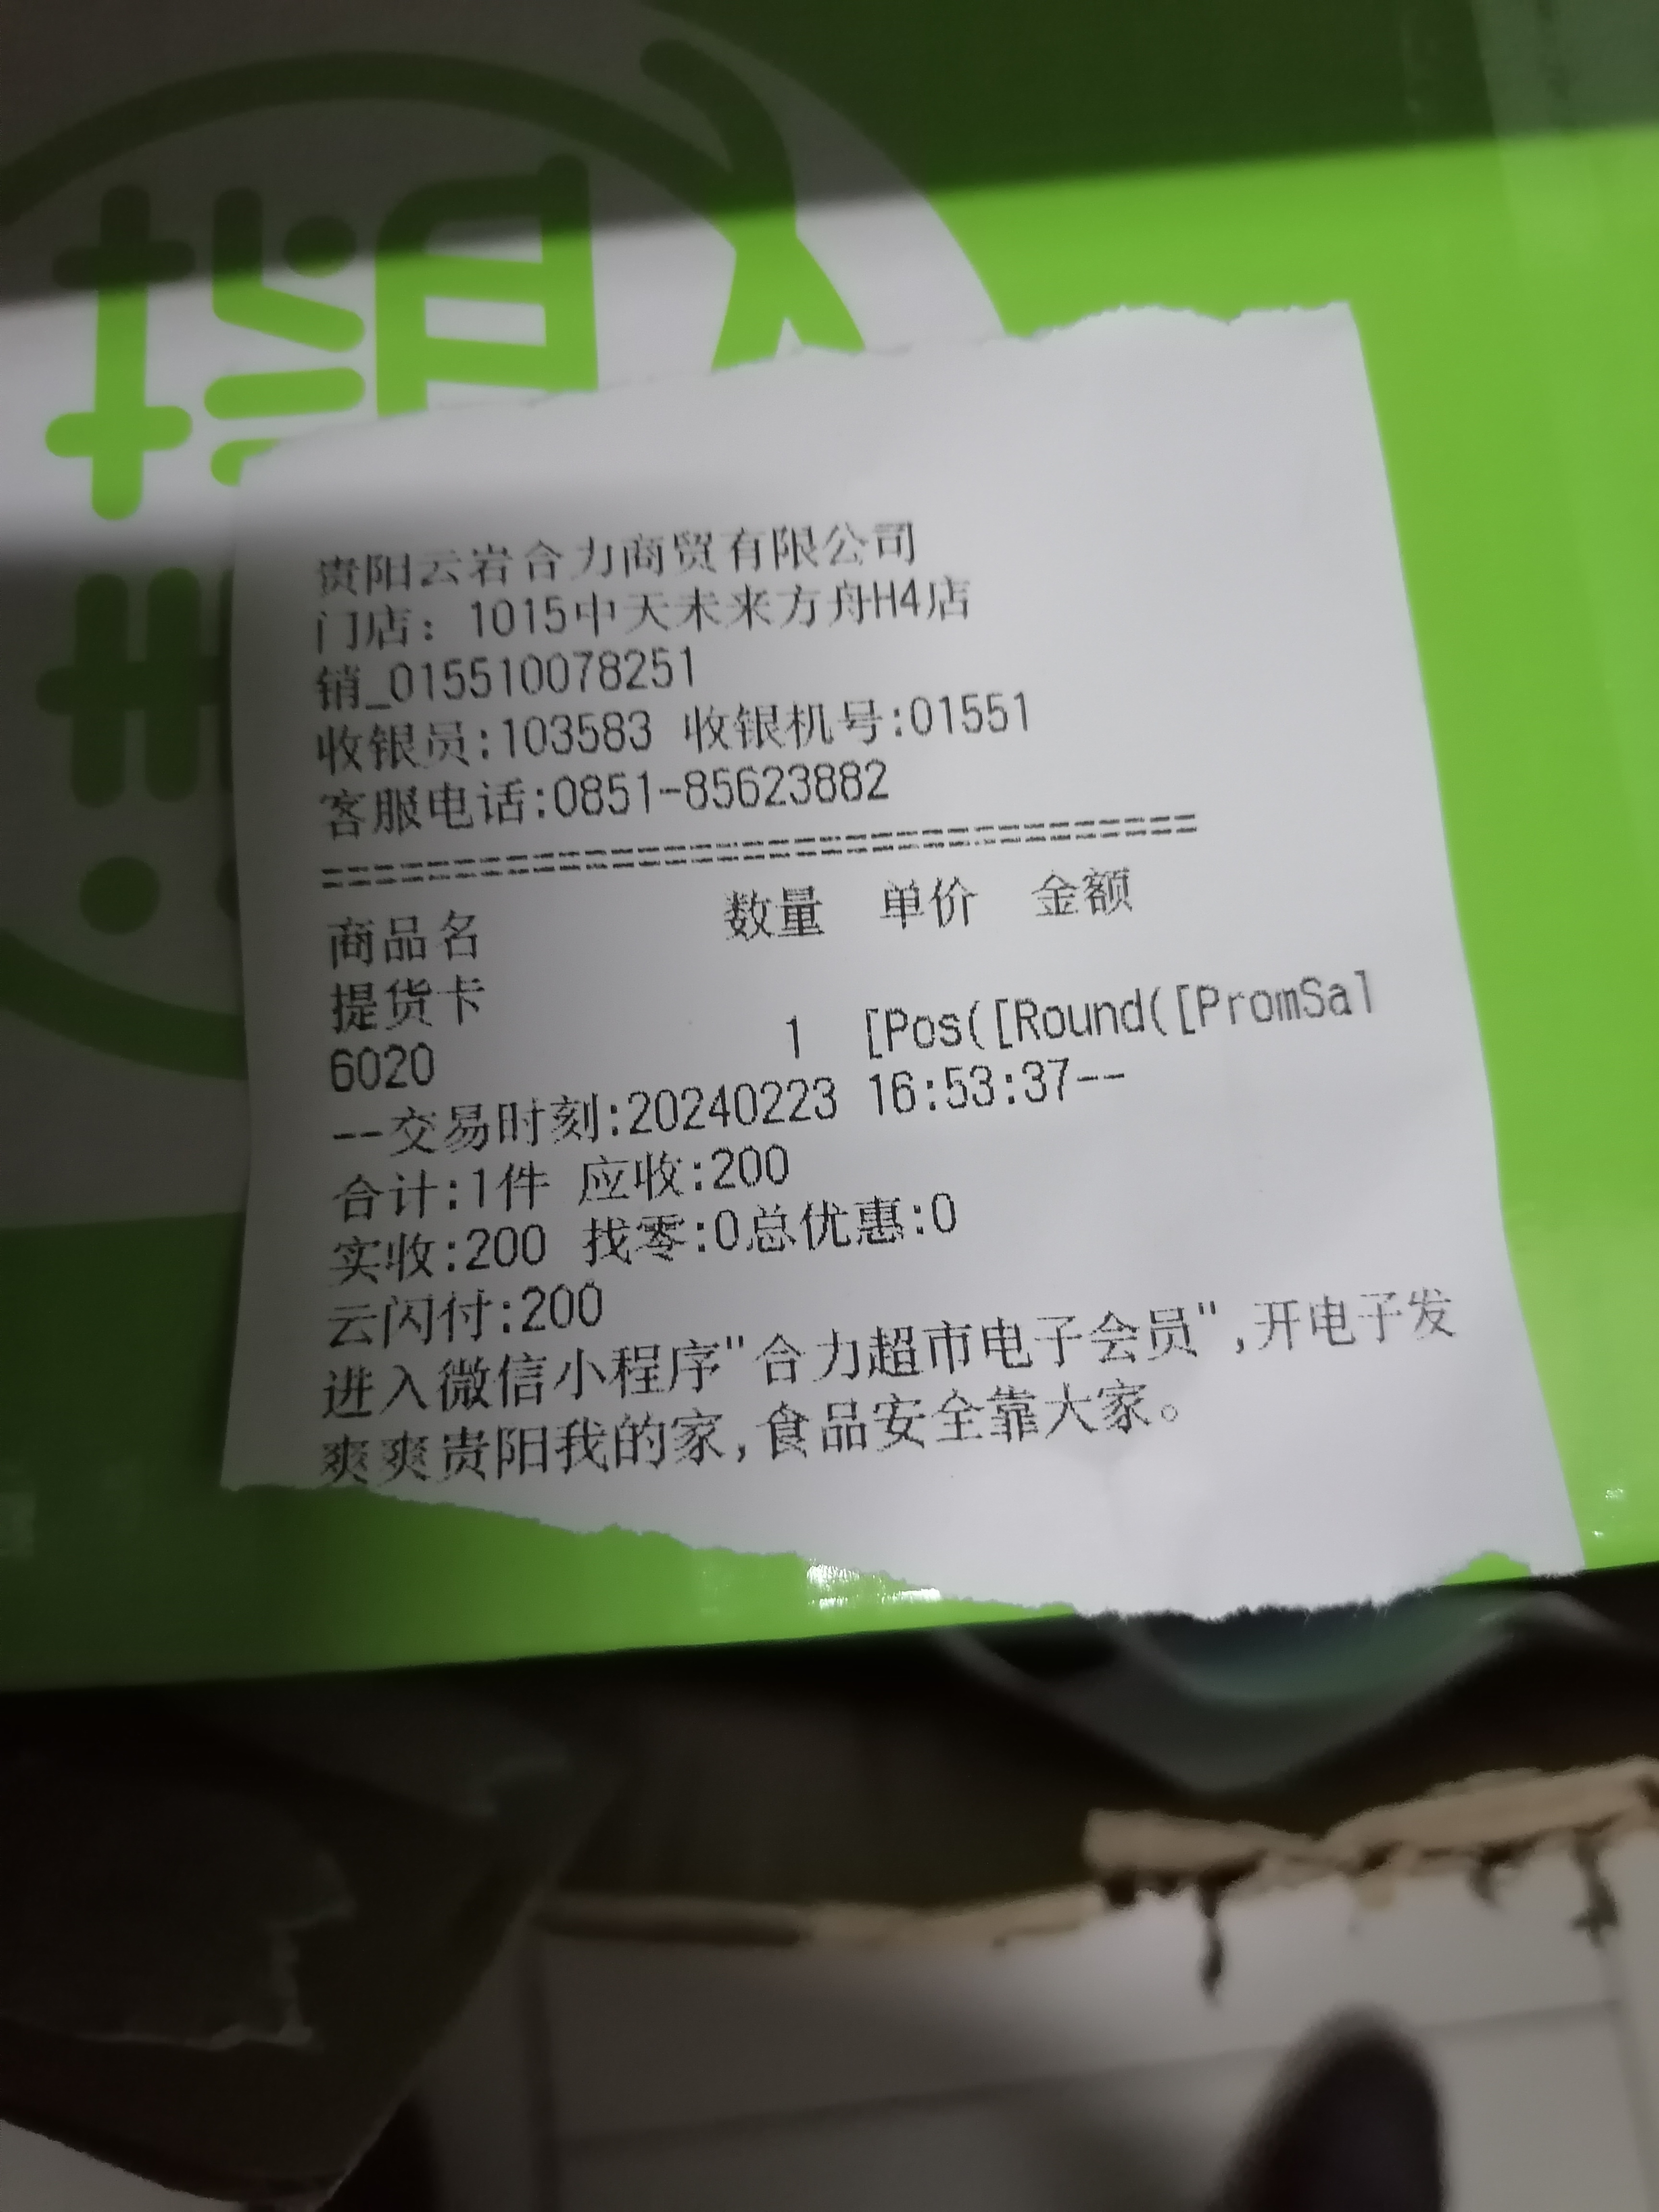 贵阳云岩合力商贸有限公司
门店：1015中天未来方舟H4店
销_015510078251
收银员:103583 收银机号:01551
客服电话:0851-85623882
================================
商品名 数量 单价 金额
提货卡
6020 1 [Pos([Round([PromSal
--交易时刻:20240223 16:53:37--
合计:1件 应收:200
实收:200 找零:0总优惠:0
云闪付:200
进入微信小程序"合力超市电子会员",开电子发
爽爽贵阳我的家,食品安全靠大家。